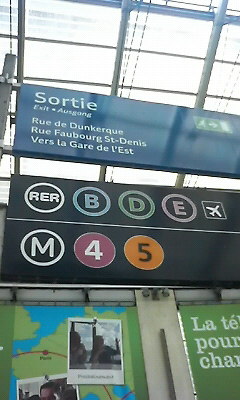 Sortie
Exit • Ausgang
Rue de Dunkerque
Rue Faubourg St-Denis
Vers la Gare de l'Est
RER B D E
M 4 5
La té
pour
char
Paris